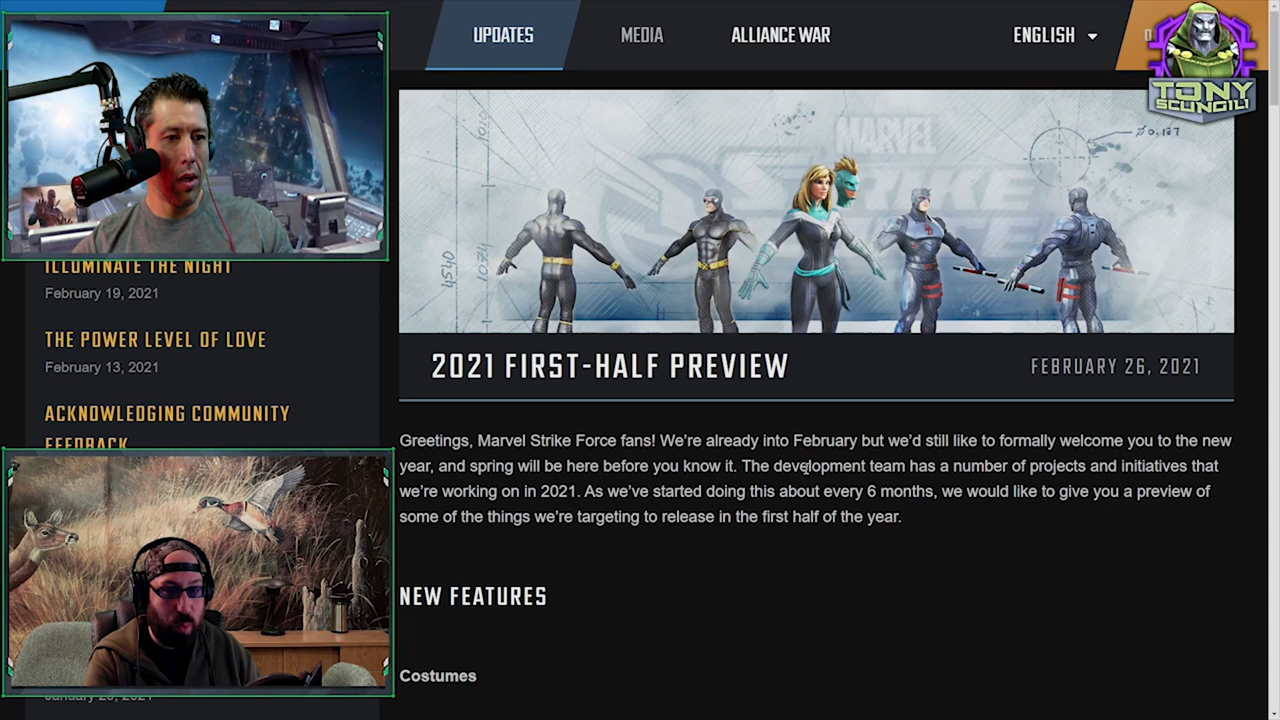 UPDATES
MEDIA
ALLIANCE WAR
ENGLISH
TONY
SCUNGILI
ILLUMINATE THE NIGHT
February 19, 2021
THE POWER LEVEL OF LOVE
February 13, 2021
ACKNOWLEDGING COMMUNITY
FEEDBACK
MARVEL
STRIKE
2021 FIRST-HALF PREVIEW
FEBRUARY 26, 2021
Greetings, Marvel Strike Force fans! We're already into February but we'd still like to formally welcome you to the new
year, and spring will be here before you know it. The development team has a number of projects and initiatives that
we're working on in 2021. As we've started doing this about every 6 months, we would like to give you a preview of
some of the things we're targeting to release in the first half of the year.
NEW FEATURES
Costumes